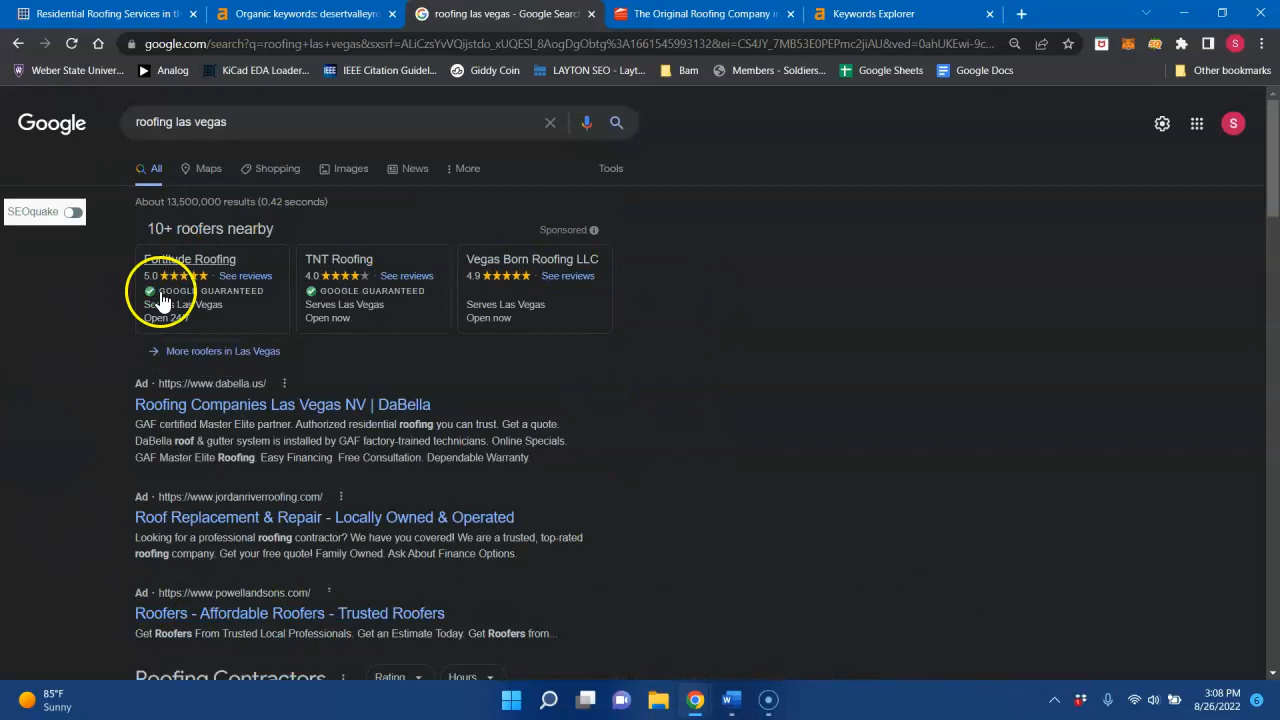 Residential Roofing Services in th
Organic keywords: desertvalleyro
roofing las vegas - Google Searc
The Original Roofing Company in
Keywords Explorer
google.com/search?q=roofing+las+vegas&sxsrf=ALiCzsYvVQijstdo_xUQESl_8AogDgObtg%3A1661545993132&ei=CS4JY_7MB53E0PEPmc2jiAU&ved=0ahUKEwi-9c...
Weber State Univer...
Analog
KiCad EDA Loader...
IEEE Citation Guidel...
Giddy Coin
LAYTON SEO - Layt...
Bam
Members - Soldiers...
Google Sheets
Google Docs
Other bookmarks
Google
roofing las vegas
S
All
Maps
Shopping
Images
News
More
Tools
About 13,500,000 results (0.42 seconds)
SEOquake
10+ roofers nearby
Sponsored
Fortitude Roofing
5.0 ★★★★★ · See reviews
GOOGLE GUARANTEED
Serves Las Vegas
Open 24/7
TNT Roofing
4.0 ★★★★★ · See reviews
GOOGLE GUARANTEED
Serves Las Vegas
Open now
Vegas Born Roofing LLC
4.9 ★★★★★ · See reviews
Serves Las Vegas
Open now
More roofers in Las Vegas
Ad · https://www.dabella.us/
Roofing Companies Las Vegas NV | DaBella
GAF certified Master Elite partner. Authorized residential roofing you can trust. Get a quote.
DaBella roof & gutter system is installed by GAF factory-trained technicians. Online Specials.
GAF Master Elite Roofing. Easy Financing. Free Consultation. Dependable Warranty.
Ad · https://www.jordanriverroofing.com/
Roof Replacement & Repair - Locally Owned & Operated
Looking for a professional roofing contractor? We have you covered! We are a trusted, top-rated
roofing company. Get your free quote! Family Owned. Ask About Finance Options.
Ad · https://www.powellandsons.com/
Roofers - Affordable Roofers - Trusted Roofers
Get Roofers From Trusted Local Professionals. Get an Estimate Today. Get Roofers from...
Roofing Contractors
Rating
Hours
85°F
Sunny
3:08 PM
8/26/2022
6